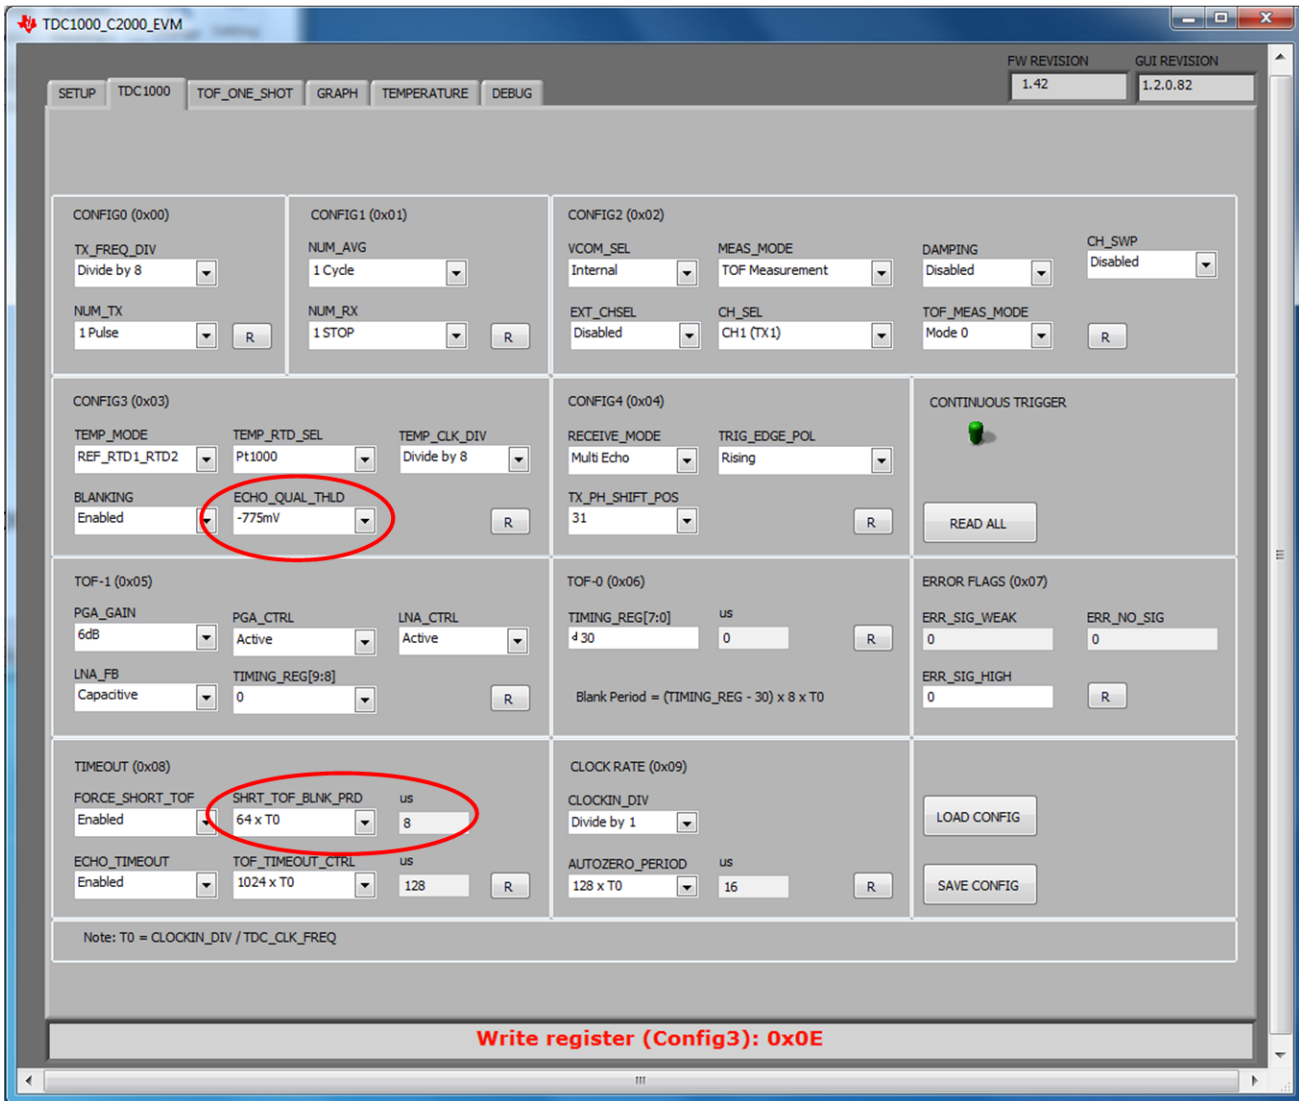 TDC1000_C2000_EVM
FW REVISION GUI REVISION
1.42 1.2.0.82
SETUP TDC1000 TOF_ONE_SHOT GRAPH TEMPERATURE DEBUG
CONFIG0 (0x00)
TX_FREQ_DIV
Divide by 8
NUM_TX
1 Pulse R
CONFIG1 (0x01)
NUM_AVG
1 Cycle
NUM_RX
1 STOP R
CONFIG2 (0x02)
VCOM_SEL MEAS_MODE DAMPING CH_SWP
Internal TOF Measurement Disabled Disabled
EXT_CHSEL CH_SEL TOF_MEAS_MODE
Disabled CH1 (TX1) Mode 0 R
CONFIG3 (0x03)
TEMP_MODE TEMP_RTD_SEL TEMP_CLK_DIV
REF_RTD1_RTD2 Pt1000 Divide by 8
BLANKING ECHO_QUAL_THLD
Enabled -775mV R
CONFIG4 (0x04)
RECEIVE_MODE TRIG_EDGE_POL
Multi Echo Rising
TX_PH_SHIFT_POS
31 R
CONTINUOUS TRIGGER
READ ALL
TOF-1 (0x05)
PGA_GAIN PGA_CTRL LNA_CTRL
6dB Active Active
LNA_FB TIMING_REG[9:8]
Capacitive 0 R
TOF-0 (0x06)
TIMING_REG[7:0] us
d 30 0 R
Blank Period = (TIMING_REG - 30) x 8 x T0
ERROR FLAGS (0x07)
ERR_SIG_WEAK ERR_NO_SIG
0 0
ERR_SIG_HIGH
0 R
TIMEOUT (0x08)
FORCE_SHORT_TOF SHRT_TOF_BLNK_PRD us
Enabled 64 x T0 8
ECHO_TIMEOUT TOF_TIMEOUT_CTRL us
Enabled 1024 x T0 128 R
CLOCK RATE (0x09)
CLOCKIN_DIV
Divide by 1
AUTOZERO_PERIOD us
128 x T0 16 R
LOAD CONFIG
SAVE CONFIG
Note: T0 = CLOCKIN_DIV / TDC_CLK_FREQ
Write register (Config3): 0x0E